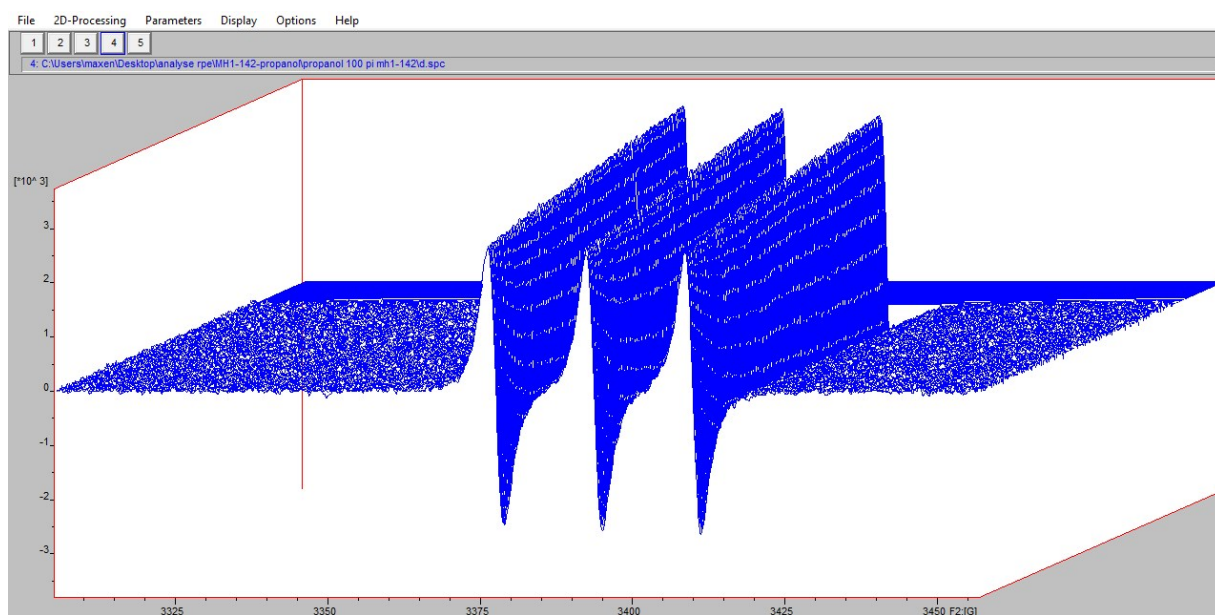 File 2D-Processing Parameters Display Options Help
1 2 3 4 5
4: C:\Users\maxen\Desktop\analyse rpe\MH1-142-propanol\propanol 100 pi mh1-142\d.spc
[*10^ 3]
3
2
1
0
-1
-2
-3
3325 3350 3375 3400 3425 3450 F2:[G]